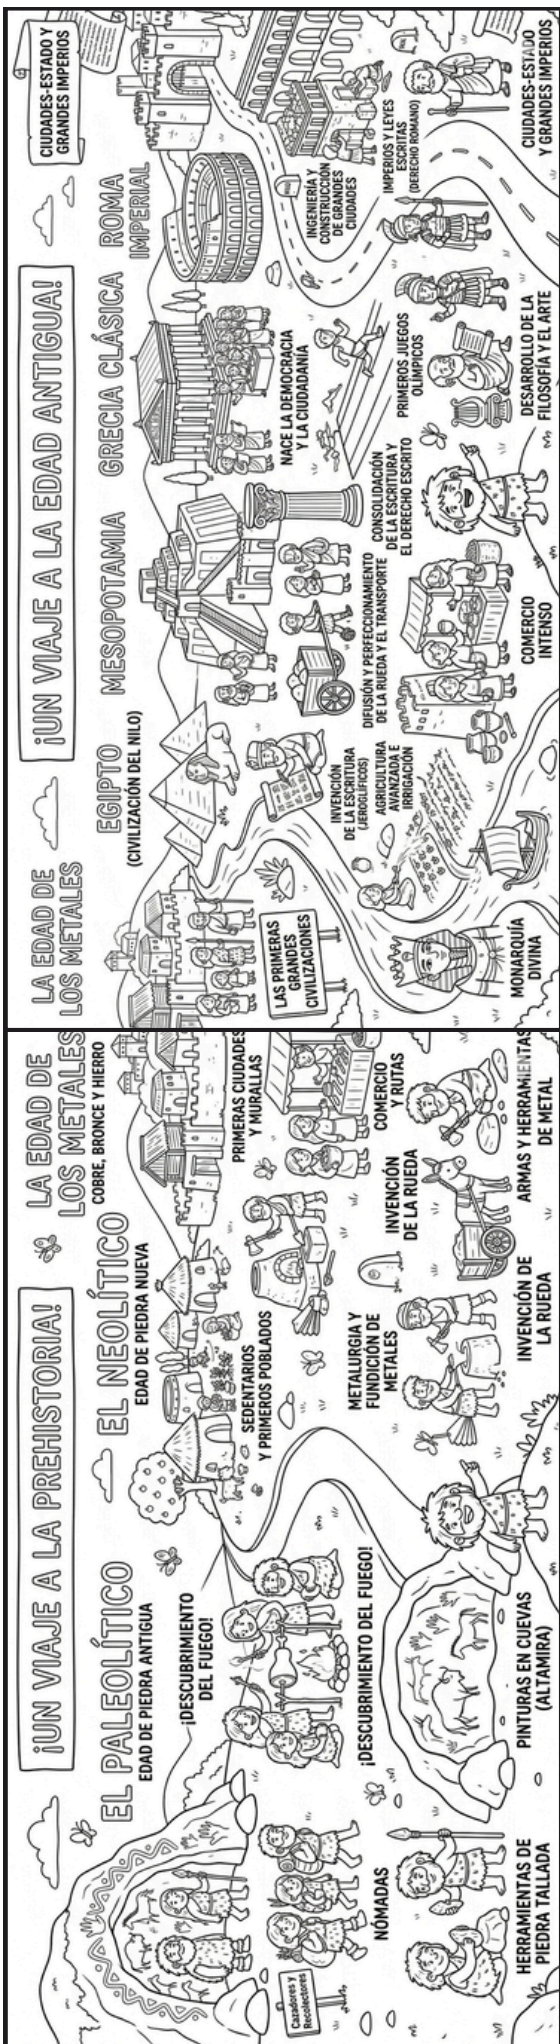 ¡UN VIAJE A LA PREHISTORIA!
EL PALEOLÍTICO
EDAD DE PIEDRA ANTIGUA
EL NEOLÍTICO
EDAD DE PIEDRA NUEVA
LA EDAD DE
LOS METALES
COBRE, BRONCE Y HIERRO
¡DESCUBRIMIENTO
DEL FUEGO!
SEDENTARIOS
Y PRIMEROS POBLADOS
PRIMERAS CIUDADES
Y MURALLAS
Cazadores y
Recolectores
NÓMADAS
¡DESCUBRIMIENTO DEL FUEGO!
METALURGIA Y
FUNDICIÓN DE
METALES
INVENCIÓN
DE LA RUEDA
COMERCIO
Y RUTAS
HERRAMIENTAS DE
PIEDRA TALLADA
PINTURAS EN CUEVAS
(ALTAMIRA)
INVENCIÓN DE
LA RUEDA
ARMAS Y HERRAMIENTAS
DE METAL
¡UN VIAJE A LA EDAD ANTIGUA!
CIUDADES-ESTADO Y
GRANDES IMPERIOS
LA EDAD DE
LOS METALES
EGIPTO
(CIVILIZACIÓN DEL NILO)
MESOPOTAMIA
GRECIA CLÁSICA
ROMA
IMPERIAL
LAS PRIMERAS
GRANDES
CIVILIZACIONES
INVENCIÓN
DE LA ESCRITURA
(JEROGLÍFICOS)
AGRICULTURA
AVANZADA E
IRRIGACIÓN
DIFUSIÓN Y PERFECCIONAMIENTO
DE LA RUEDA Y EL TRANSPORTE
CONSOLIDACIÓN
DE LA ESCRITURA Y
EL DERECHO ESCRITO
NACE LA DEMOCRACIA
Y LA CIUDADANÍA
PRIMEROS JUEGOS
OLÍMPICOS
INGENIERÍA Y
CONSTRUCCIÓN
DE GRANDES
CIUDADES
IMPERIOS Y LEYES
ESCRITAS
(DERECHO ROMANO)
MONARQUÍA
DIVINA
COMERCIO
INTENSO
DESARROLLO DE LA
FILOSOFÍA Y EL ARTE
CIUDADES-ESTADO
Y GRANDES IMPERIOS